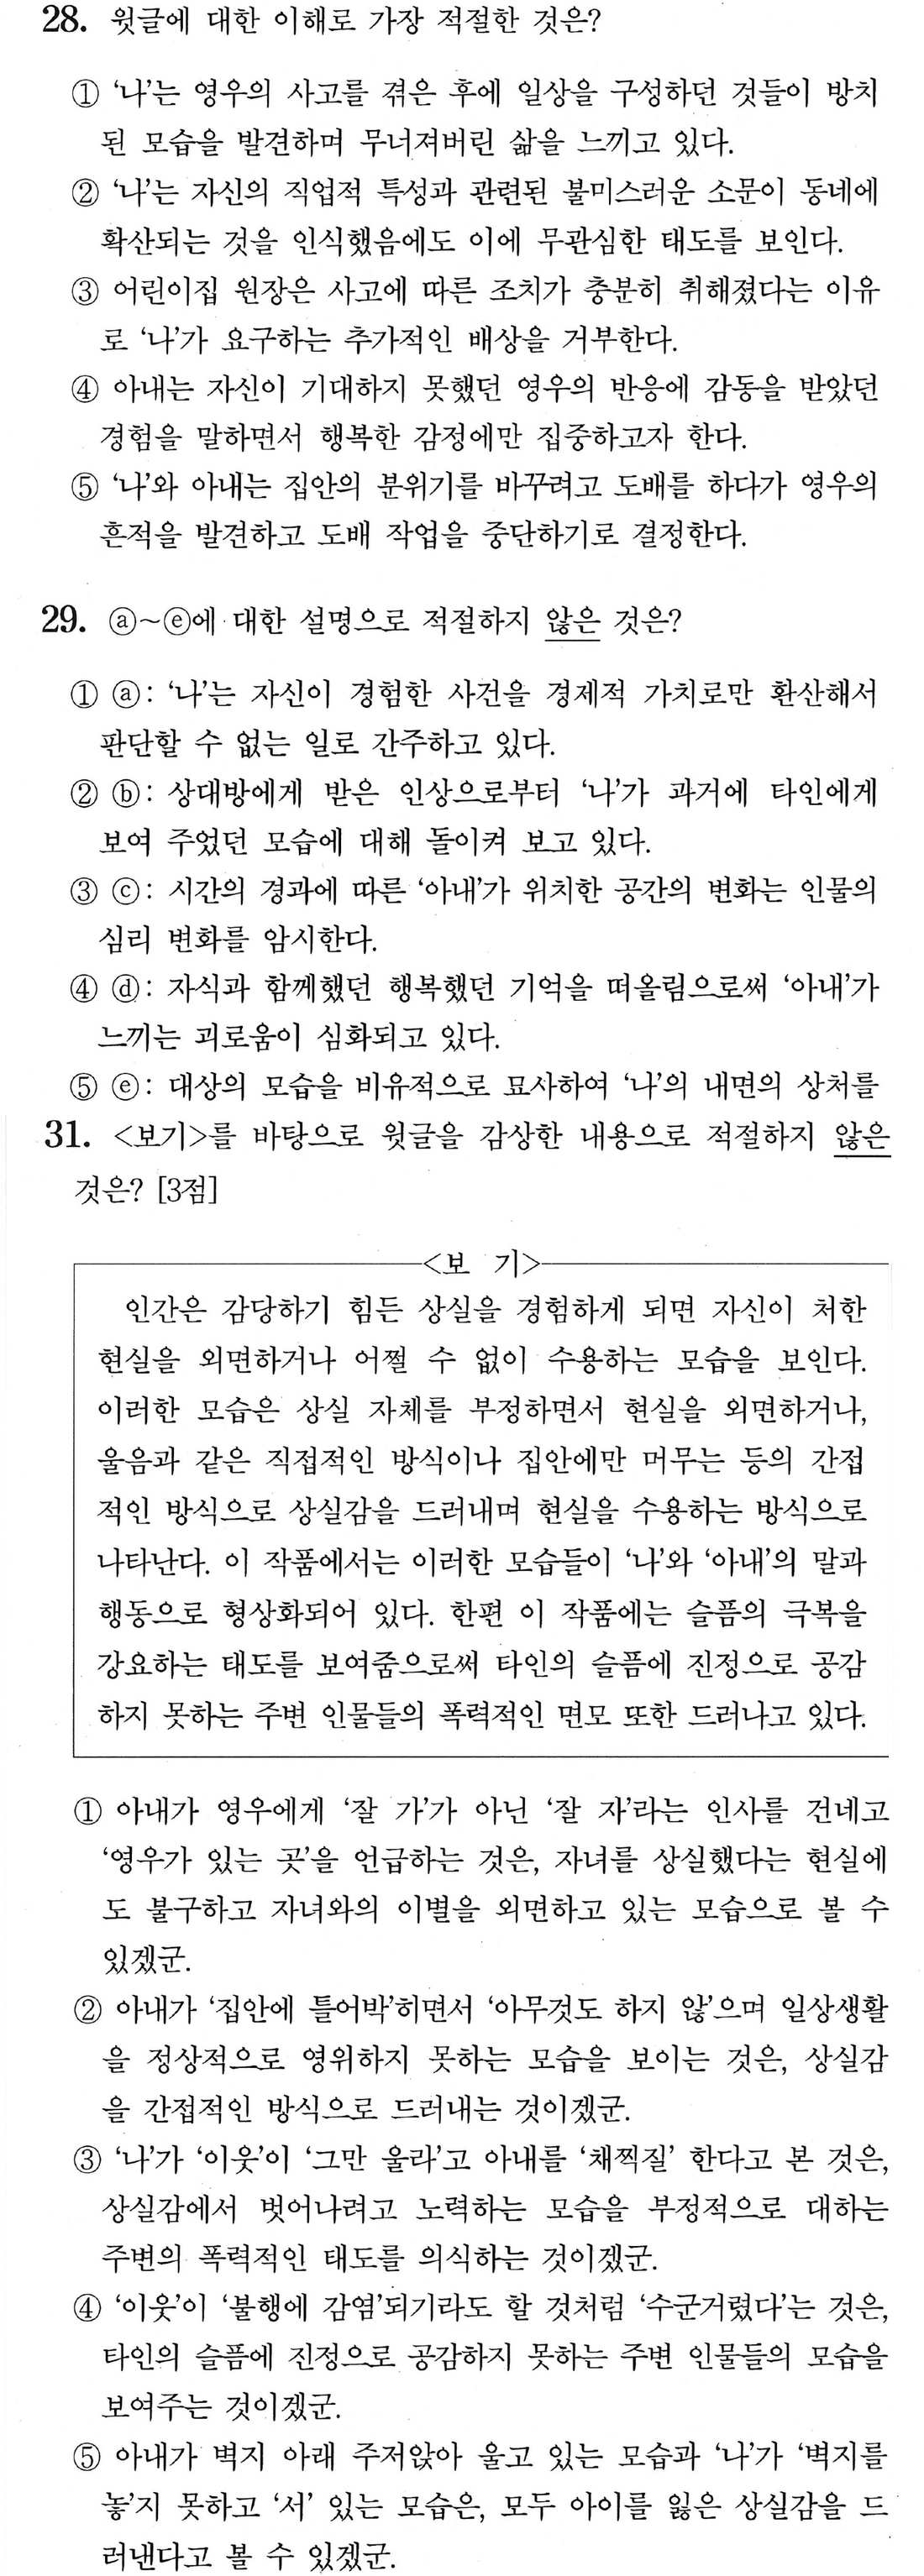 28. 윗글에 대한 이해로 가장 적절한 것은?
① ‘나’는 영우의 사고를 겪은 후에 일상을 구성하던 것들이 방치
된 모습을 발견하며 무너져버린 삶을 느끼고 있다.
② ‘나’는 자신의 직업적 특성과 관련된 불미스러운 소문이 동네에
확산되는 것을 인식했음에도 이에 무관심한 태도를 보인다.
③ 어린이집 원장은 사고에 따른 조치가 충분히 취해졌다는 이유
로 ‘나’가 요구하는 추가적인 배상을 거부한다.
④ 아내는 자신이 기대하지 못했던 영우의 반응에 감동을 받았던
경험을 말하면서 행복한 감정에만 집중하고자 한다.
⑤ ‘나’와 아내는 집안의 분위기를 바꾸려고 도배를 하다가 영우의
흔적을 발견하고 도배 작업을 중단하기로 결정한다.
29. ⓐ~ⓔ에 대한 설명으로 적절하지 않은 것은?
① ⓐ: ‘나’는 자신이 경험한 사건을 경제적 가치로만 환산해서
판단할 수 없는 일로 간주하고 있다.
② ⓑ: 상대방에게 받은 인상으로부터 ‘나’가 과거에 타인에게
보여 주었던 모습에 대해 돌이켜 보고 있다.
③ ⓒ: 시간의 경과에 따른 ‘아내’가 위치한 공간의 변화는 인물의
심리 변화를 암시한다.
④ ⓓ: 자식과 함께했던 행복했던 기억을 떠올림으로써 ‘아내’가
느끼는 괴로움이 심화되고 있다.
⑤ ⓔ: 대상의 모습을 비유적으로 묘사하여 ‘나’의 내면의 상처를
31. <보기>를 바탕으로 윗글을 감상한 내용으로 적절하지 않은
것은? [3점]
<보 기>
인간은 감당하기 힘든 상실을 경험하게 되면 자신이 처한
현실을 외면하거나 어쩔 수 없이 수용하는 모습을 보인다.
이러한 모습은 상실 자체를 부정하면서 현실을 외면하거나,
울음과 같은 직접적인 방식이나 집안에만 머무는 등의 간접
적인 방식으로 상실감을 드러내며 현실을 수용하는 방식으로
나타난다. 이 작품에서는 이러한 모습들이 ‘나’와 ‘아내’의 말과
행동으로 형상화되어 있다. 한편 이 작품에는 슬픔의 극복을
강요하는 태도를 보여줌으로써 타인의 슬픔에 진정으로 공감
하지 못하는 주변 인물들의 폭력적인 면모 또한 드러나고 있다.
① 아내가 영우에게 ‘잘 가’가 아닌 ‘잘 자’라는 인사를 건네고
‘영우가 있는 곳’을 언급하는 것은, 자녀를 상실했다는 현실에
도 불구하고 자녀와의 이별을 외면하고 있는 모습으로 볼 수
있겠군.
② 아내가 ‘집안에 틀어박’히면서 ‘아무것도 하지 않’으며 일상생활
을 정상적으로 영위하지 못하는 모습을 보이는 것은, 상실감
을 간접적인 방식으로 드러내는 것이겠군.
③ ‘나’가 ‘이웃’이 ‘그만 울라’고 아내를 ‘채찍질’ 한다고 본 것은,
상실감에서 벗어나려고 노력하는 모습을 부정적으로 대하는
주변의 폭력적인 태도를 의식하는 것이겠군.
④ ‘이웃’이 ‘불행에 감염’되기라도 할 것처럼 ‘수군거렸다’는 것은,
타인의 슬픔에 진정으로 공감하지 못하는 주변 인물들의 모습을
보여주는 것이겠군.
⑤ 아내가 벽지 아래 주저앉아 울고 있는 모습과 ‘나’가 ‘벽지를
놓’지 못하고 ‘서’ 있는 모습은, 모두 아이를 잃은 상실감을 드
러낸다고 볼 수 있겠군.